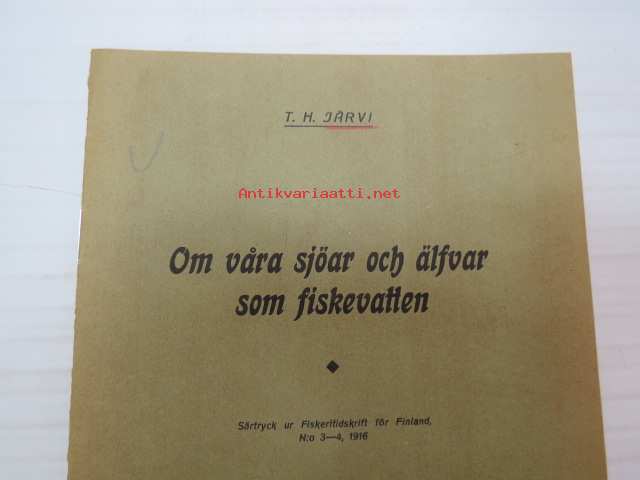 T. H. JÄRVI
Antikvariaatti.net
Om våra sjöar och älfvar
som fiskevatten
Särtryck ur Fiskeritidskrift för Finland,
N:o 3—4, 1916